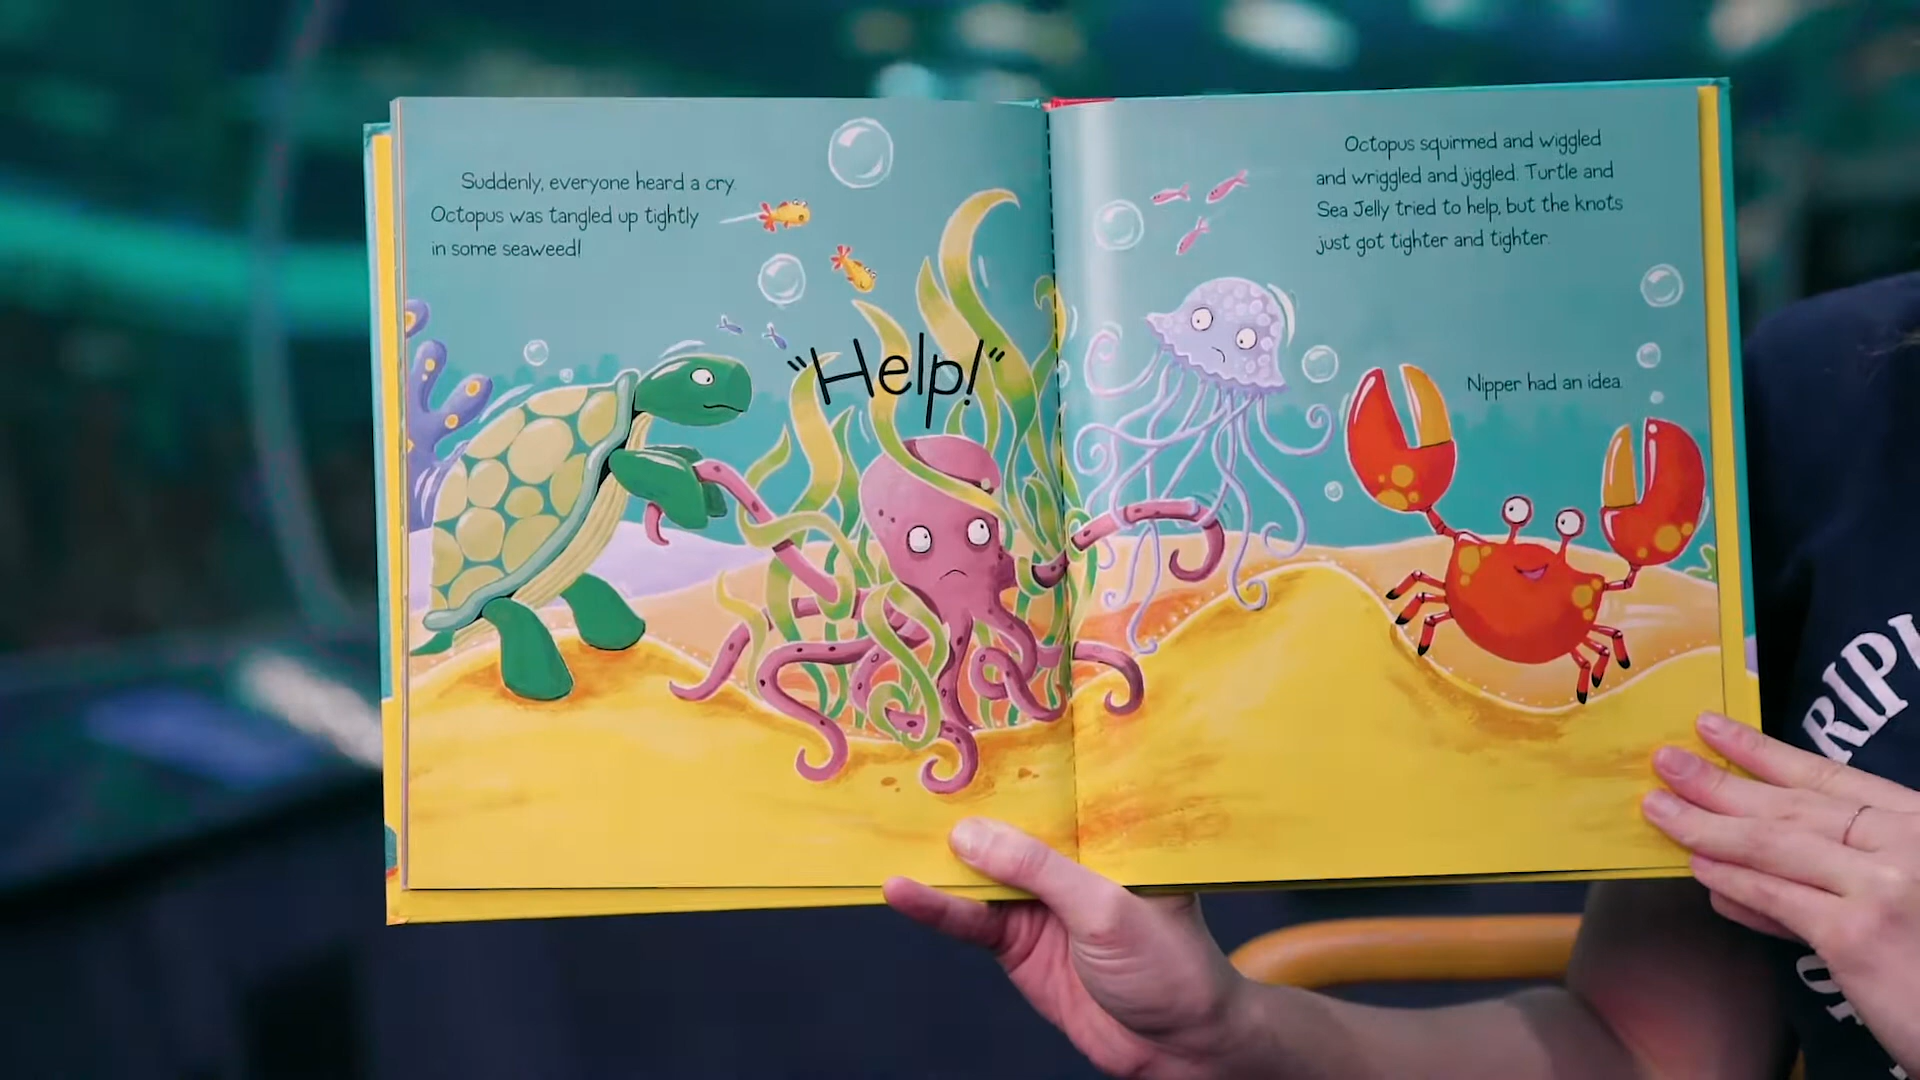 Suddenly, everyone heard a cry.
Octopus was tangled up tightly
in some seaweed!
"Help!"
Octopus squirmed and wiggled
and wriggled and jiggled. Turtle and
Sea Jelly tried to help, but the knots
just got tighter and tighter.
Nipper had an idea.